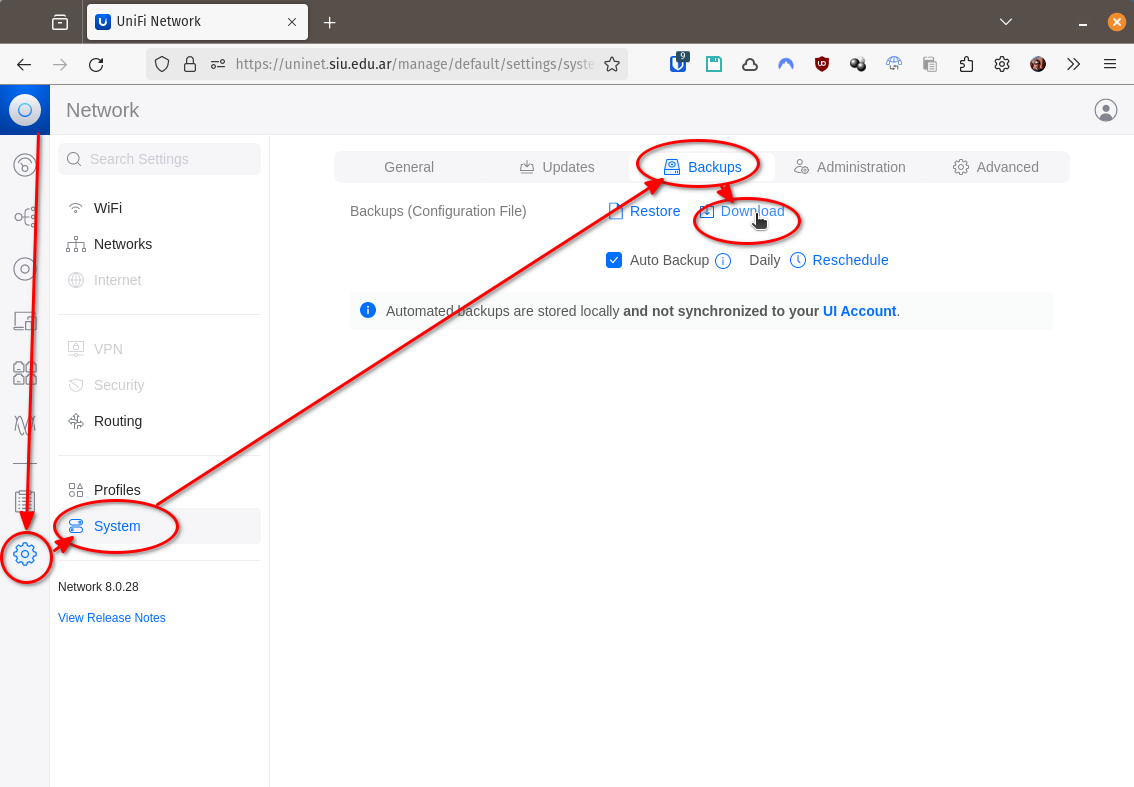 UniFi Network
https://uninet.siu.edu.ar/manage/default/settings/syste
9
Network
Search Settings
WiFi
Networks
Internet
VPN
Security
Routing
Profiles
System
Network 8.0.28
View Release Notes
General Updates Backups Administration Advanced
Backups (Configuration File) Restore Download
Auto Backup Daily Reschedule
Automated backups are stored locally and not synchronized to your UI Account.